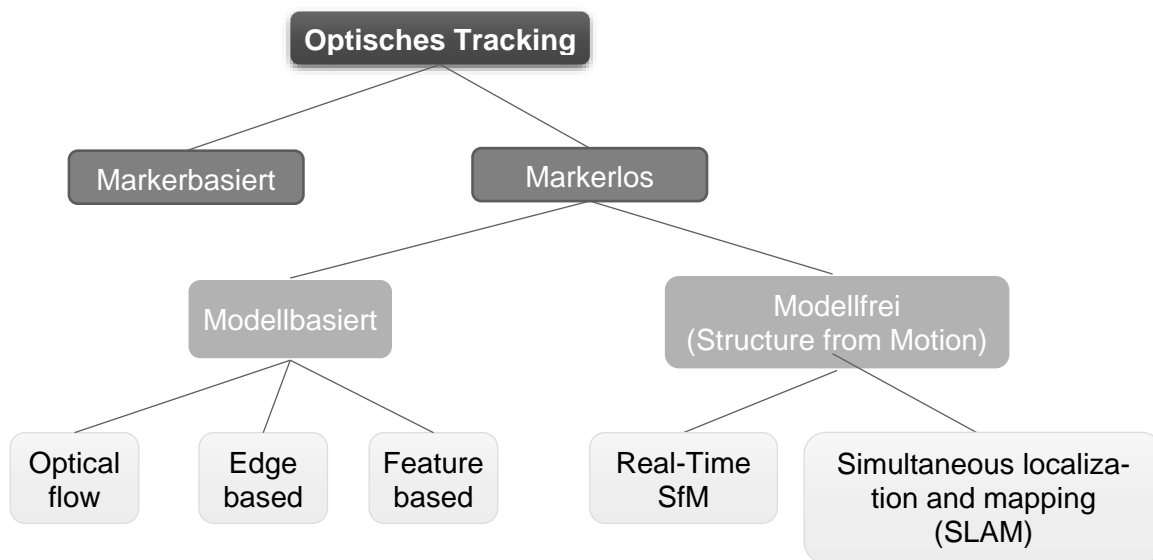 Optisches Tracking
Markerbasiert
Markerlos
Modellbasiert
Modellfrei
(Structure from Motion)
Optical
flow
Edge
based
Feature
based
Real-Time
SfM
Simultaneous localiza-
tion and mapping
(SLAM)